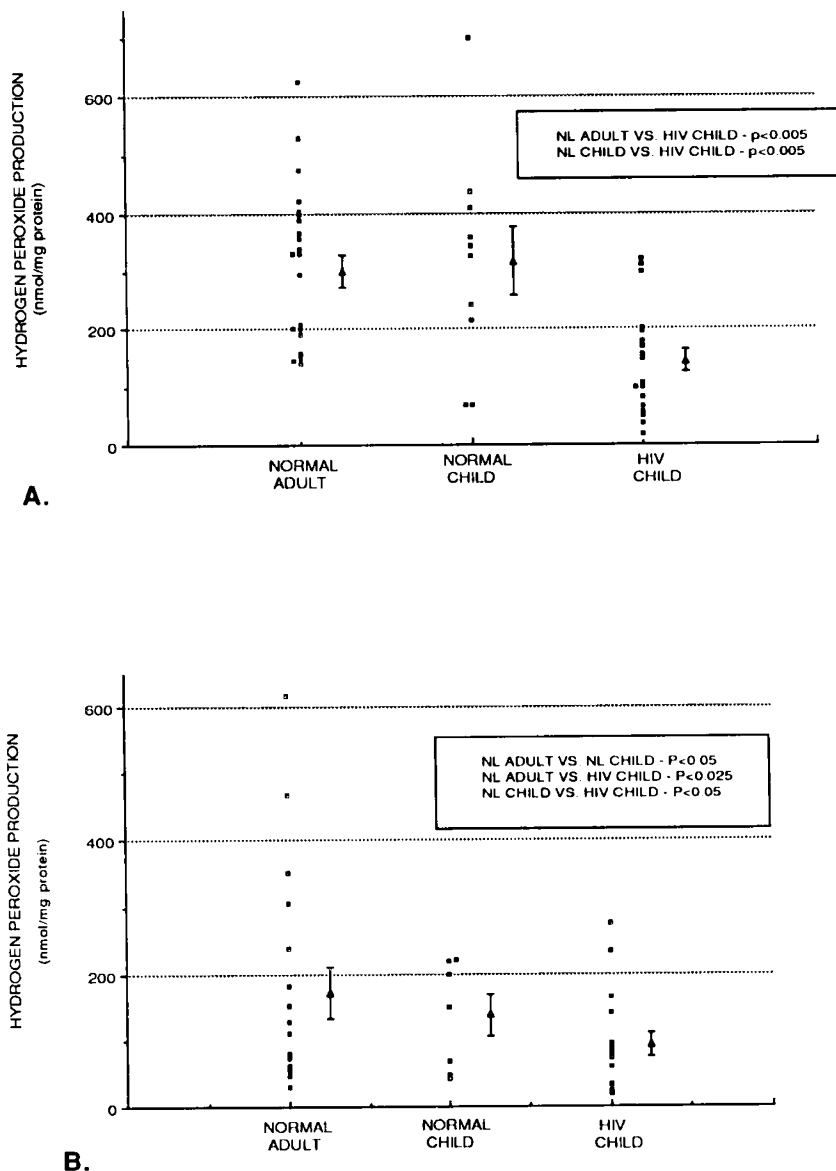 HYDROGEN PEROXIDE PRODUCTION
(nmol/mg protein)
600
400
200
0
NL ADULT VS. HIV CHILD - p<0.005
NL CHILD VS. HIV CHILD - p<0.005
NORMAL
ADULT
NORMAL
CHILD
HIV
CHILD
A.
HYDROGEN PEROXIDE PRODUCTION
(nmol/mg protein)
600
400
200
0
NL ADULT VS. NL CHILD - P<0 05
NL ADULT VS. HIV CHILD - P<0.025
NL CHILD VS. HIV CHILD - P<0.05
NORMAL
ADULT
NORMAL
CHILD
HIV
CHILD
B.